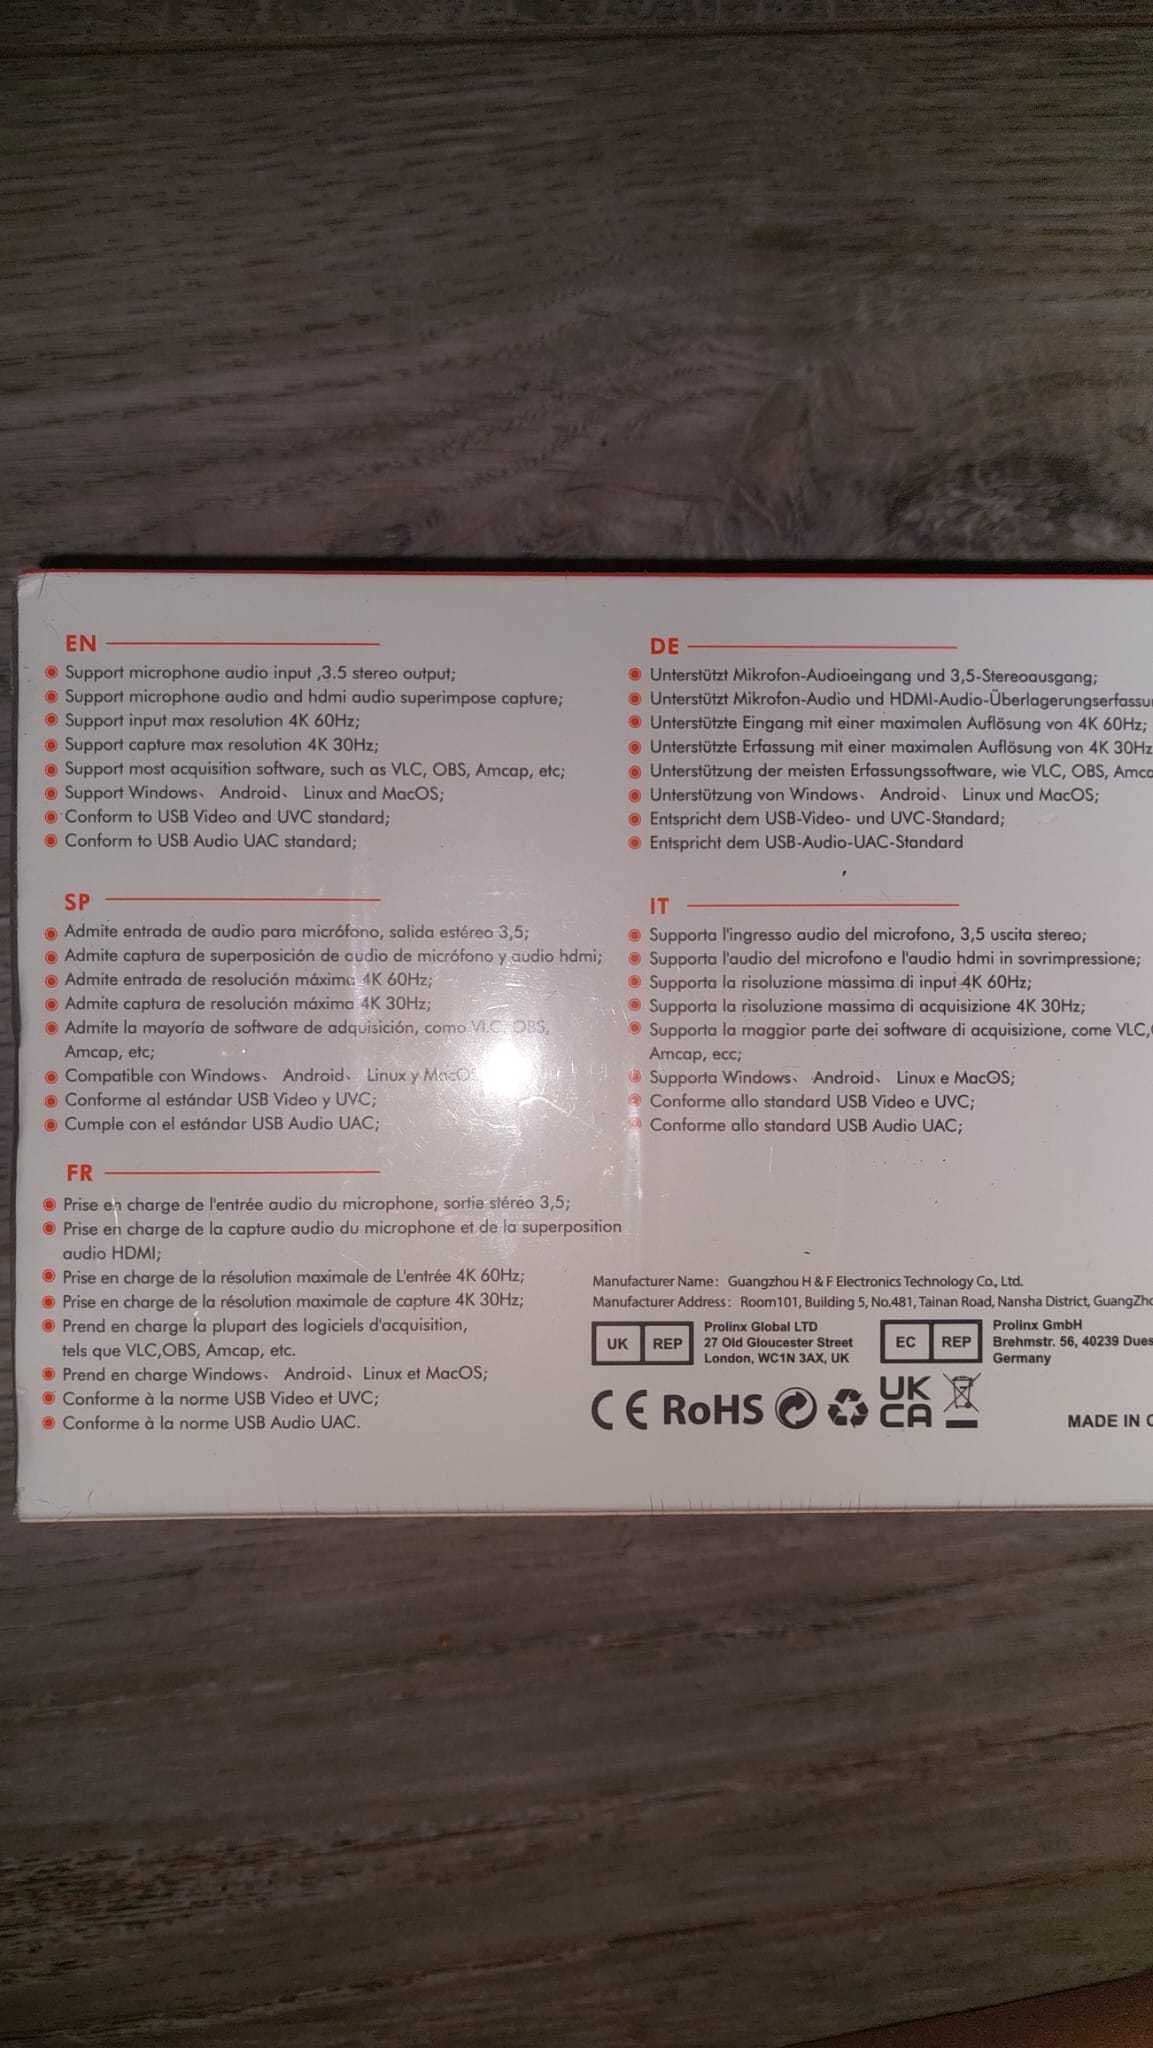 EN
Support microphone audio input ,3.5 stereo output;
Support microphone audio and hdmi audio superimpose capture;
Support input max resolution 4K 60Hz;
Support capture max resolution 4K 30Hz;
Support most acquisition software, such as VLC, OBS, Amcap, etc;
Support Windows、 Android、 Linux and MacOS;
Conform to USB Video and UVC standard;
Conform to USB Audio UAC standard;
DE
Unterstützt Mikrofon-Audioeingang und 3,5-Stereoausgang;
Unterstützt Mikrofon-Audio und HDMI-Audio-Überlagerungserfassu
Unterstützte Eingang mit einer maximalen Auflösung von 4K 60Hz;
Unterstützte Erfassung mit einer maximalen Auflösung von 4K 30Hz
Unterstützung der meisten Erfassungssoftware, wie VLC, OBS, Amca
Unterstützung von Windows、 Android、 Linux und MacOS;
Entspricht dem USB-Video- und UVC-Standard;
Entspricht dem USB-Audio-UAC-Standard
SP
Admite entrada de audio para micrófono, salida estéreo 3,5;
Admite captura de superposición de audio de micrófono y audio hdmi;
Admite entrada de resolución máxima 4K 60Hz;
Admite captura de resolución máxima 4K 30Hz;
Admite la mayoría de software de adquisición, como VLC, OBS,
Amcap, etc;
Compatible con Windows、 Android、 Linux y MacO
Conforme al estándar USB Video y UVC;
Cumple con el estándar USB Audio UAC;
IT
Supporta l'ingresso audio del microfono, 3,5 uscita stereo;
Supporta l'audio del microfono e l'audio hdmi in sovrimpressione;
Supporta la risoluzione massima di input 4K 60Hz;
Supporta la risoluzione massima di acquisizione 4K 30Hz;
Supporta la maggior parte dei software di acquisizione, come VLC,
Amcap, ecc;
Supporta Windows、 Android、 Linux e MacOS;
Conforme allo standard USB Video e UVC;
Conforme allo standard USB Audio UAC;
FR
Prise en charge de l'entrée audio du microphone, sortie stéréo 3,5;
Prise en charge de la capture audio du microphone et de la superposition
audio HDMI;
Prise en charge de la résolution maximale de L'entrée 4K 60Hz;
Prise en charge de la résolution maximale de capture 4K 30Hz;
Prend en charge la plupart des logiciels d'acquisition,
tels que VLC,OBS, Amcap, etc.
Prend en charge Windows、 Android、 Linux et MacOS;
Conforme à la norme USB Video et UVC;
Conforme à la norme USB Audio UAC.
Manufacturer Name: Guangzhou H & F Electronics Technology Co., Ltd.
Manufacturer Address: Room101, Building 5, No.481, Tainan Road, Nansha District, GuangZho
UK REP
Prolinx Global LTD
27 Old Gloucester Street
London, WC1N 3AX, UK
EC REP
Prolinx GmbH
Brehmstr. 56, 40239 Dues
Germany
CE RoHS UK CA
MADE IN C